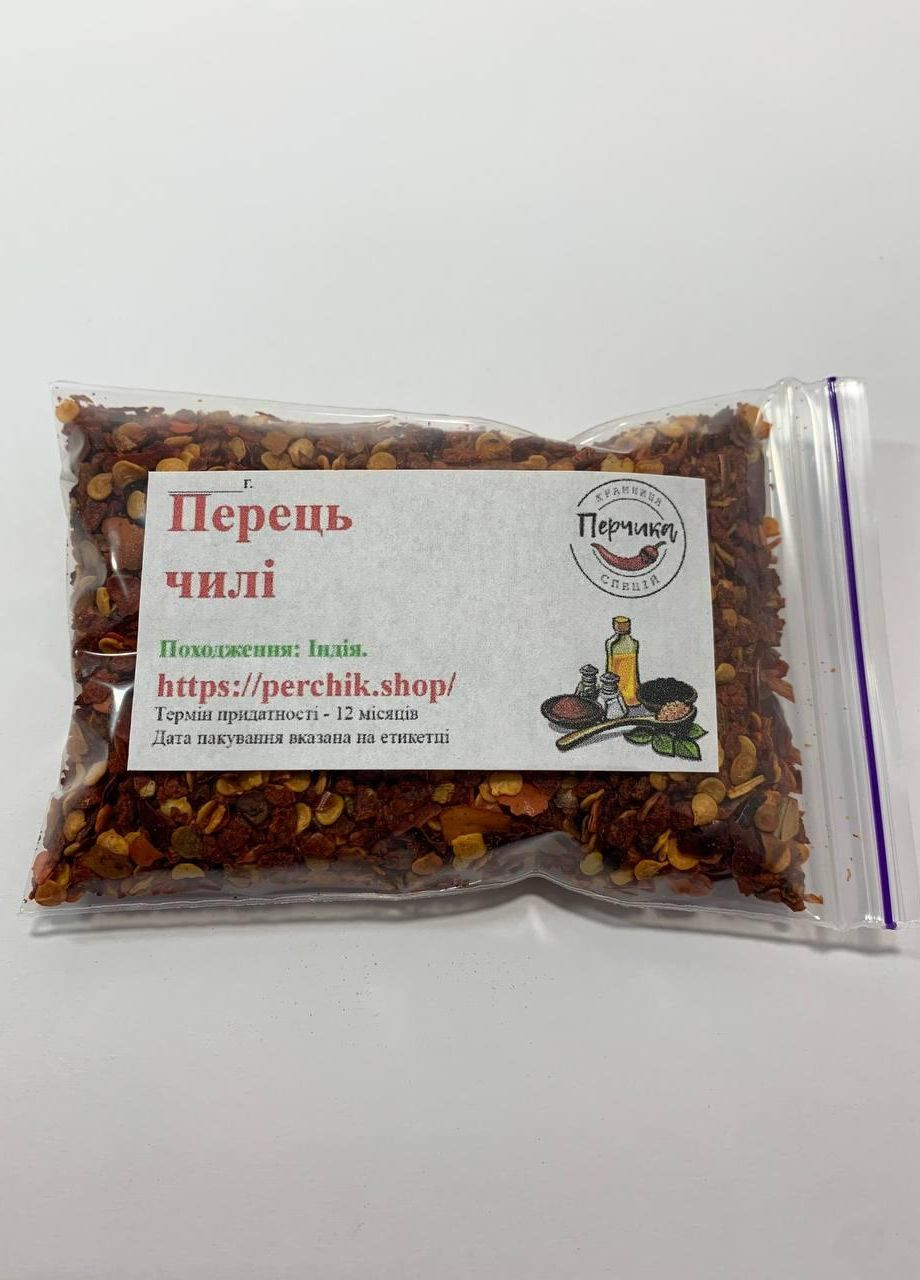 ________г.
Перець
чилі
Походження: Індія.
https://perchik.shop/
Термін придатності - 12 місяців
Дата пакування вказана на етикетці
КРАМНИЦЯ
Перчика
СПЕЦІЙ